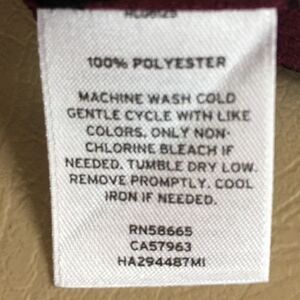 100% POLYESTER
MACHINE WASH COLD
GENTLE CYCLE WITH LIKE
COLORS. ONLY NON-
CHLORINE BLEACH IF
NEEDED. TUMBLE DRY LOW.
REMOVE PROMPTLY. COOL
IRON IF NEEDED.
RN58665
CA57963
HA294487MI